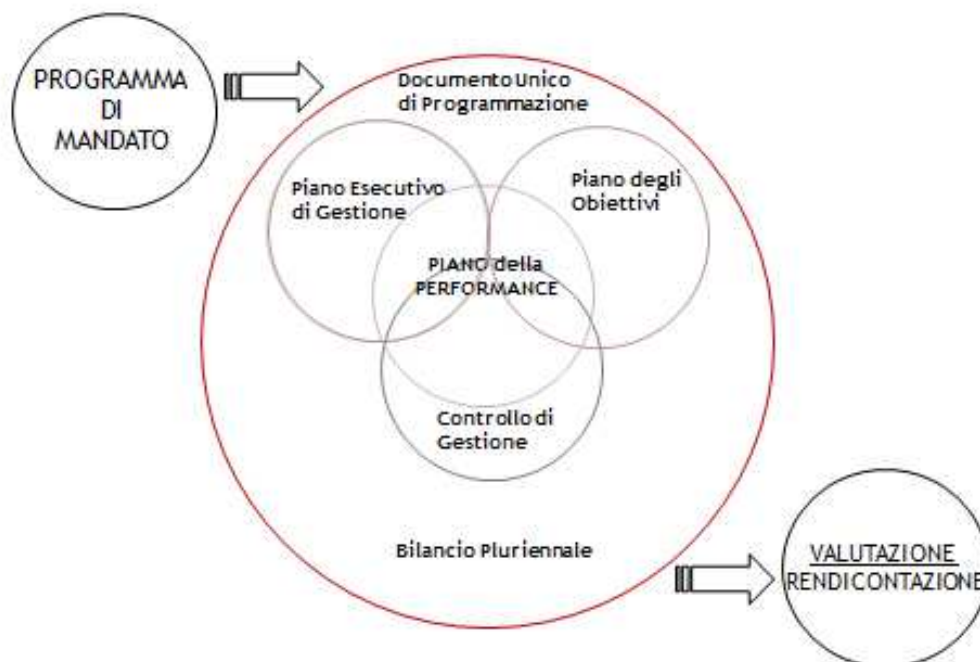 PROGRAMMA
DI
MANDATO
Documento Unico
di Programmazione
Piano Esecutivo
di Gestione
Piano degli
Obiettivi
PIANO della
PERFORMANCE
Controllo di
Gestione
Bilancio Pluriennale
VALUTAZIONE
RENDICONTAZIONE